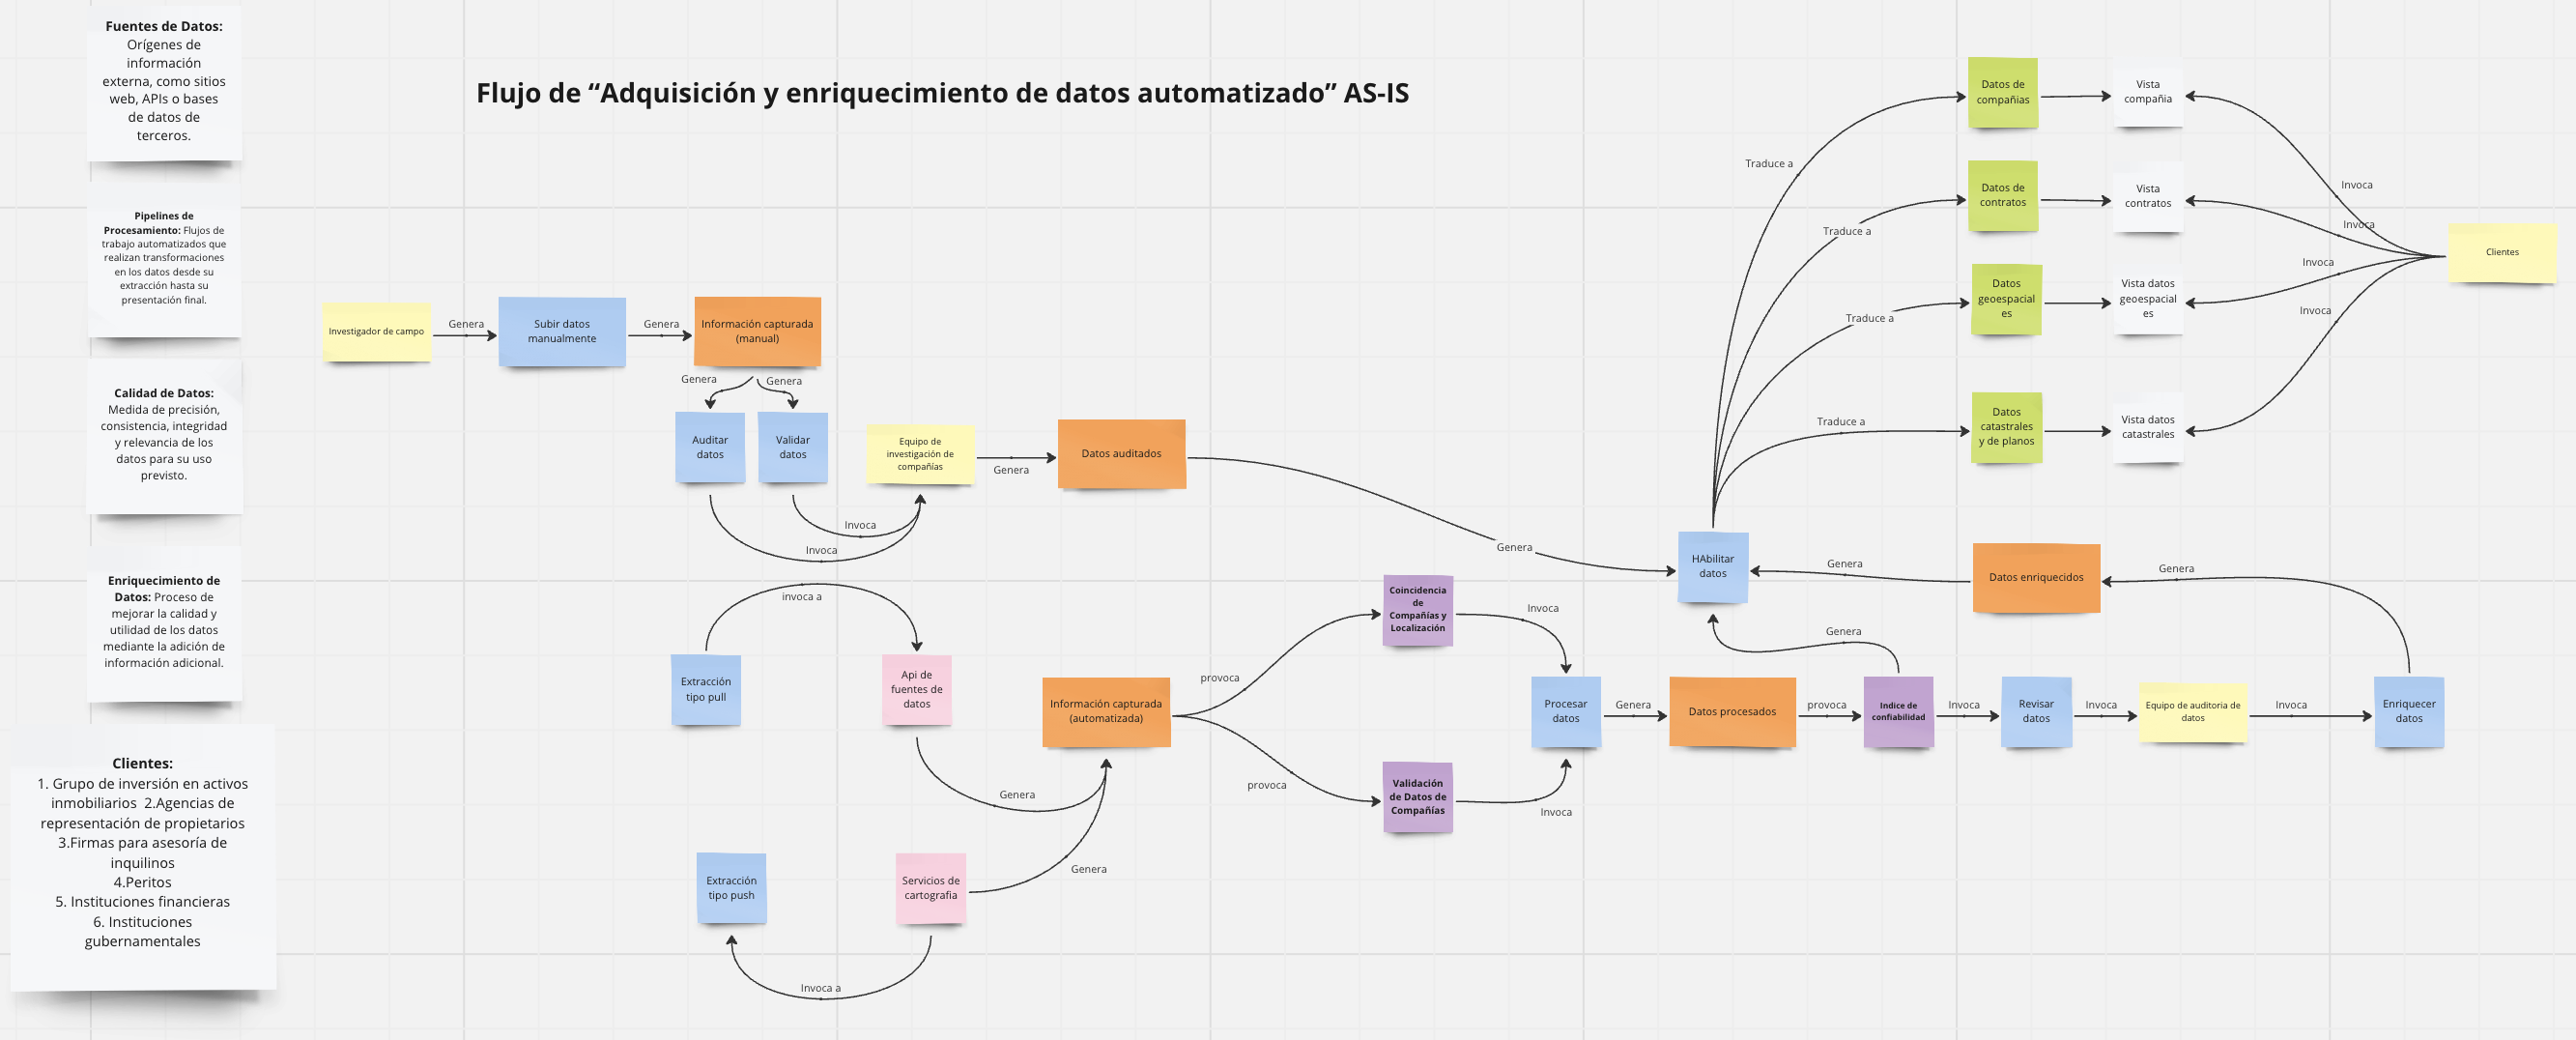 Fuentes de Datos:
Orígenes de
información
externa, como sitios
web, APIs o bases
de datos de
terceros.
Pipelines de
Procesamiento: Flujos de
trabajo automatizados que
realizan transformaciones
en los datos desde su
extracción hasta su
presentación final.
Calidad de Datos:
Medida de precisión,
consistencia, integridad
y relevancia de los
datos para su uso
previsto.
Enriquecimiento de
Datos: Proceso de
mejorar la calidad y
utilidad de los datos
mediante la adición de
información adicional.
Clientes:
1. Grupo de inversión en activos
inmobiliarios 2.Agencias de
representación de propietarios
3.Firmas para asesoría de
inquilinos
4.Peritos
5. Instituciones financieras
6. Instituciones
gubernamentales
Flujo de “Adquisición y enriquecimiento de datos automatizado” AS-IS
Investigador de campo
Genera
Subir datos
manualmente
Genera
Información capturada
(manual)
Genera
Genera
Auditar
datos
Validar
datos
Invoca
Invoca
Equipo de
investigación de
compañías
Genera
Datos auditados
Genera
Extracción
tipo pull
invoca a
Api de
fuentes de
datos
Genera
Extracción
tipo push
Servicios de
cartografia
Invoca a
Genera
Información capturada
(automatizada)
provoca
provoca
Coincidencia
de
Compañías y
Localización
Invoca
Validación
de Datos de
Compañías
Invoca
Procesar
datos
Genera
Datos procesados
provoca
Indice de
confiabilidad
Genera
Invoca
Revisar
datos
Invoca
Equipo de auditoria de
datos
Invoca
Enriquecer
datos
Genera
Datos enriquecidos
Genera
HAbilitar
datos
Traduce a
Traduce a
Traduce a
Traduce a
Datos de
compañias
Vista
compañia
Datos de
contratos
Vista
contratos
Datos
geoespacial
es
Vista datos
geoespacial
es
Datos
catastrales
y de planos
Vista datos
catastrales
Invoca
Invoca
Invoca
Invoca
Clientes